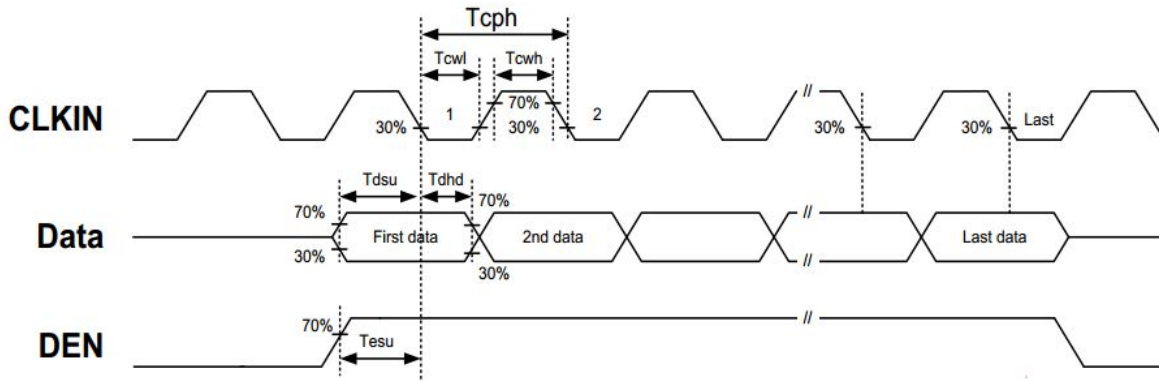 Tcph
Tcwl Tcwh
CLKIN 30% 1 70% 30% 2 // 30% 30% Last
Tdsu Tdhd
70% 70%
Data First data 2nd data // // Last data
30% 30%
70% //
DEN Tesu